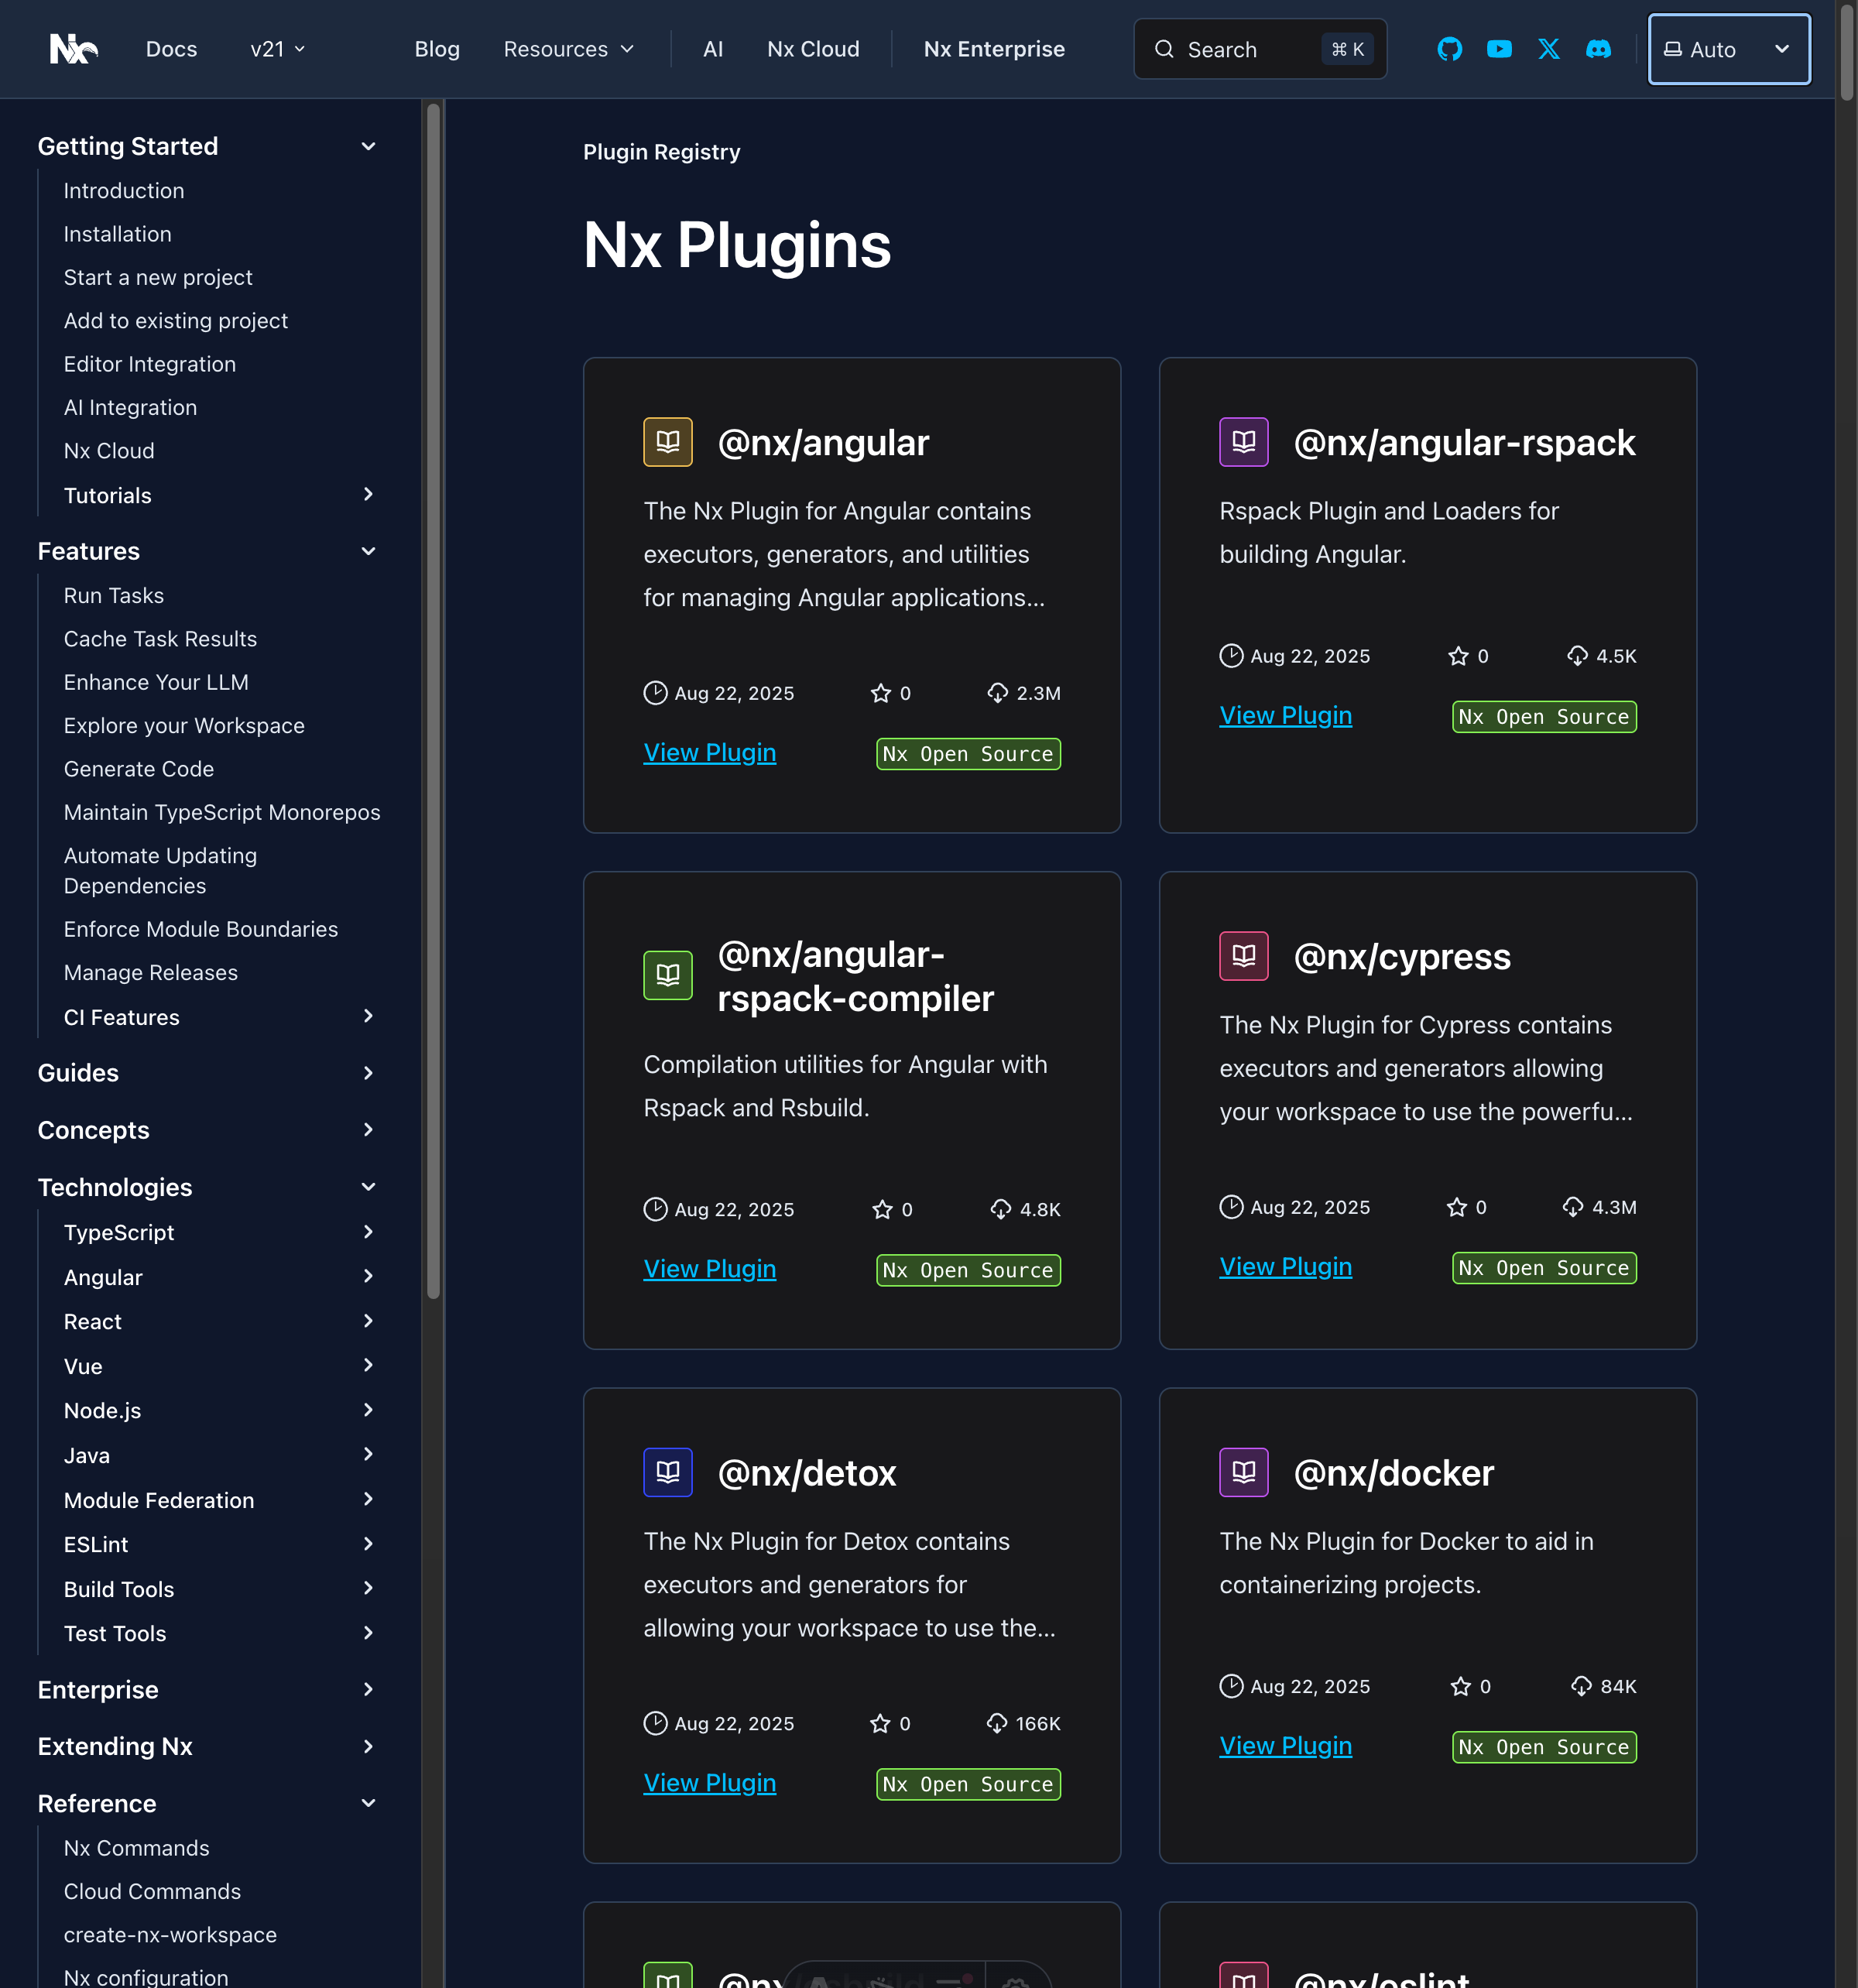 Nx
Docs
v21
Blog
Resources
AI
Nx Cloud
Nx Enterprise
Search
⌘ K
Auto
Getting Started
Introduction
Installation
Start a new project
Add to existing project
Editor Integration
AI Integration
Nx Cloud
Tutorials
Features
Run Tasks
Cache Task Results
Enhance Your LLM
Explore your Workspace
Generate Code
Maintain TypeScript Monorepos
Automate Updating
Dependencies
Enforce Module Boundaries
Manage Releases
CI Features
Guides
Concepts
Technologies
TypeScript
Angular
React
Vue
Node.js
Java
Module Federation
ESLint
Build Tools
Test Tools
Enterprise
Extending Nx
Reference
Nx Commands
Cloud Commands
create-nx-workspace
Nx configuration
Plugin Registry
Nx Plugins
@nx/angular
The Nx Plugin for Angular contains
executors, generators, and utilities
for managing Angular applications...
Aug 22, 2025
0
2.3M
View Plugin
Nx Open Source
@nx/angular-rspack
Rspack Plugin and Loaders for
building Angular.
Aug 22, 2025
0
4.5K
View Plugin
Nx Open Source
@nx/angular-
rspack-compiler
Compilation utilities for Angular with
Rspack and Rsbuild.
Aug 22, 2025
0
4.8K
View Plugin
Nx Open Source
@nx/cypress
The Nx Plugin for Cypress contains
executors and generators allowing
your workspace to use the powerfu...
Aug 22, 2025
0
4.3M
View Plugin
Nx Open Source
@nx/detox
The Nx Plugin for Detox contains
executors and generators for
allowing your workspace to use the...
Aug 22, 2025
0
166K
View Plugin
Nx Open Source
@nx/docker
The Nx Plugin for Docker to aid in
containerizing projects.
Aug 22, 2025
0
84K
View Plugin
Nx Open Source
@nx/esbuild
@nx/eslint